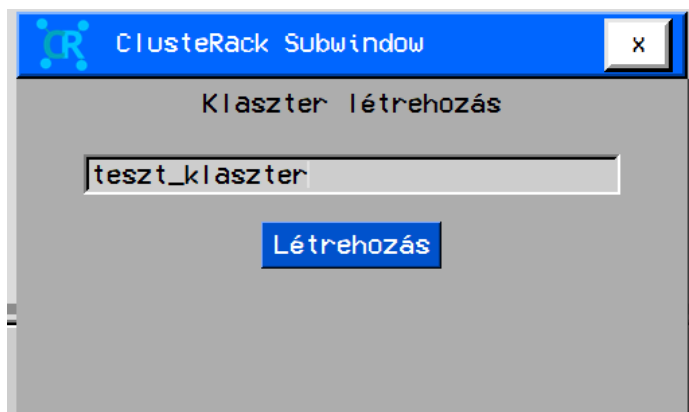 CR ClusteRack Subwindow x
Klaszter létrehozás
teszt_klaszter
Létrehozás